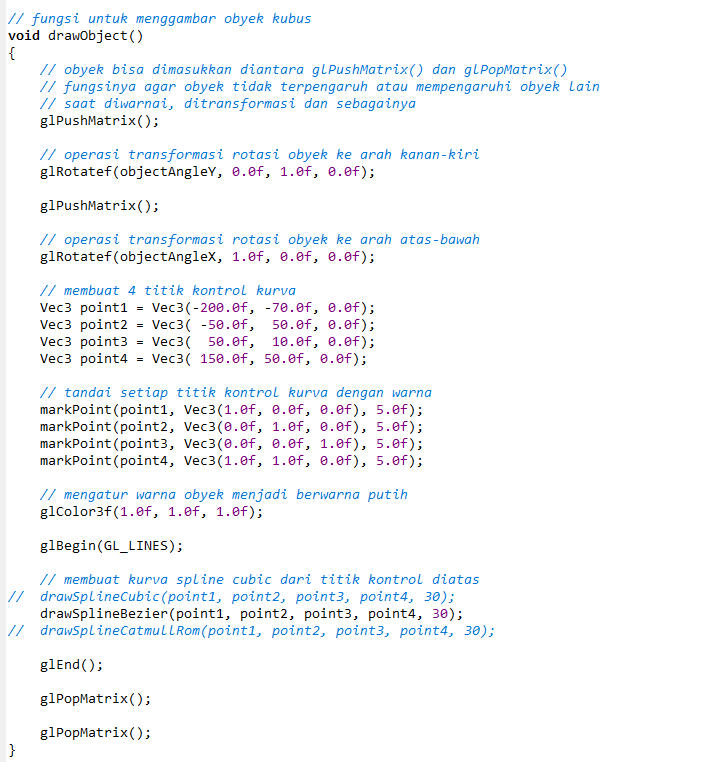 // fungsi untuk menggambar obyek kubus
void drawObject()
{
    // obyek bisa dimasukkan diantara glPushMatrix() dan glPopMatrix()
    // fungsinya agar obyek tidak terpengaruh atau mempengaruhi obyek lain
    // saat diwarnai, ditransformasi dan sebagainya
    glPushMatrix();

    // operasi transformasi rotasi obyek ke arah kanan-kiri
    glRotatef(objectAngleY, 0.0f, 1.0f, 0.0f);

    glPushMatrix();

    // operasi transformasi rotasi obyek ke arah atas-bawah
    glRotatef(objectAngleX, 1.0f, 0.0f, 0.0f);

    // membuat 4 titik kontrol kurva
    Vec3 point1 = Vec3(-200.0f, -70.0f, 0.0f);
    Vec3 point2 = Vec3( -50.0f,  50.0f, 0.0f);
    Vec3 point3 = Vec3(  50.0f,  10.0f, 0.0f);
    Vec3 point4 = Vec3( 150.0f, 50.0f, 0.0f);

    // tandai setiap titik kontrol kurva dengan warna
    markPoint(point1, Vec3(1.0f, 0.0f, 0.0f), 5.0f);
    markPoint(point2, Vec3(0.0f, 1.0f, 0.0f), 5.0f);
    markPoint(point3, Vec3(0.0f, 0.0f, 1.0f), 5.0f);
    markPoint(point4, Vec3(1.0f, 1.0f, 0.0f), 5.0f);

    // mengatur warna obyek menjadi berwarna putih
    glColor3f(1.0f, 1.0f, 1.0f);

    glBegin(GL_LINES);

    // membuat kurva spline cubic dari titik kontrol diatas
//  drawSplineCubic(point1, point2, point3, point4, 30);
    drawSplineBezier(point1, point2, point3, point4, 30);
//  drawSplineCatmullRom(point1, point2, point3, point4, 30);

    glEnd();

    glPopMatrix();

    glPopMatrix();
}